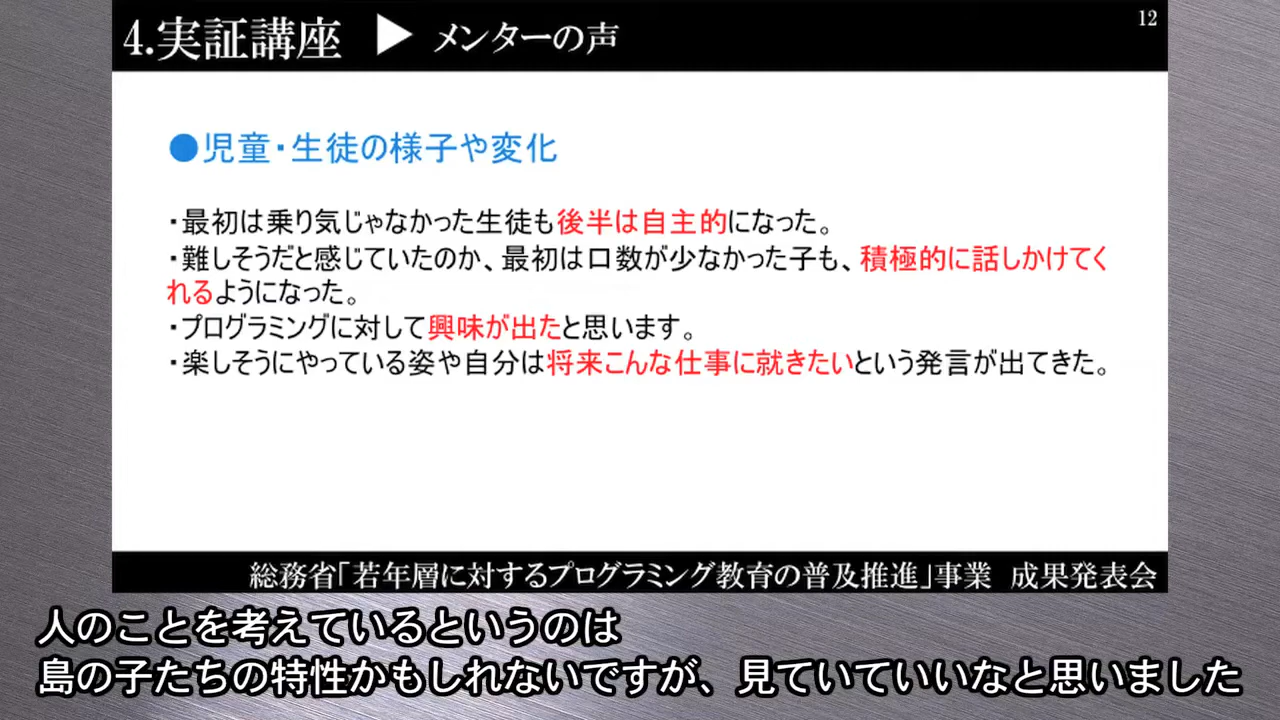 4.実証講座 ▶ メンターの声
12
●児童・生徒の様子や変化
・最初は乗り気じゃなかった生徒も後半は自主的になった。
・難しそうだと感じていたのか、最初は口数が少なかった子も、積極的に話しかけてく
れるようになった。
・プログラミングに対して興味が出たと思います。
・楽しそうにやっている姿や自分は将来こんな仕事に就きたいという発言が出てきた。
総務省「若年層に対するプログラミング教育の普及推進」事業 成果発表会
人のことを考えているというのは
島の子たちの特性かもしれないですが、見ていていいなと思いました